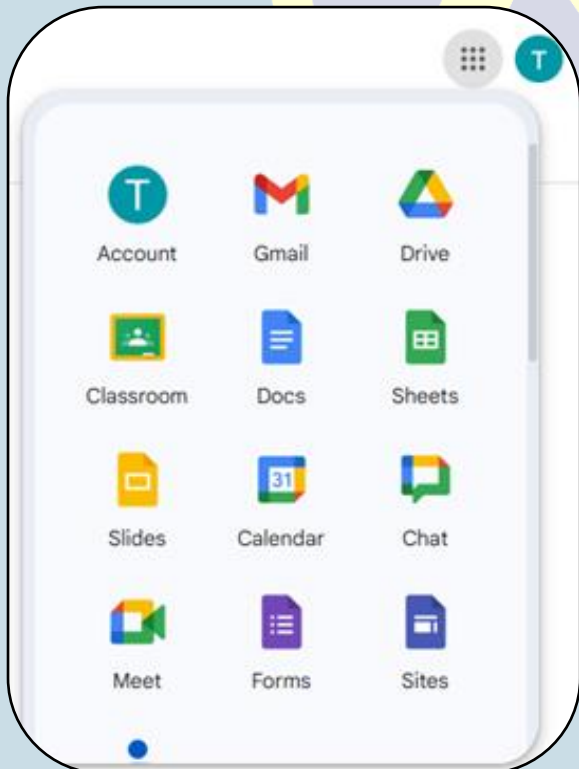 T
T
Account Gmail Drive
Classroom Docs Sheets
31
Slides Calendar Chat
Meet Forms Sites